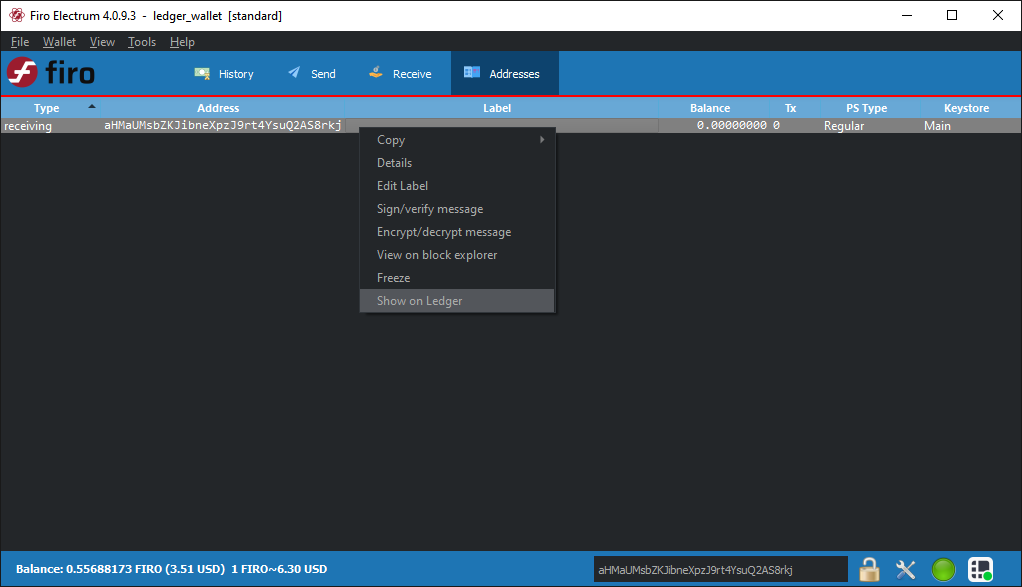 Firo Electrum 4.0.9.3 - ledger_wallet [standard]
File Wallet View Tools Help
firo History Send Receive Addresses
Type Address Label Balance Tx PS Type Keystore
receiving aHMaUMsbZKJibneXpzJ9rt4YsuQ2AS8rkj 0.00000000 0 Regular Main
Copy
Details
Edit Label
Sign/verify message
Encrypt/decrypt message
View on block explorer
Freeze
Show on Ledger
Balance: 0.55688173 FIRO (3.51 USD) 1 FIRO~6.30 USD aHMaUMsbZKJibneXpzJ9rt4YsuQ2AS8rkj